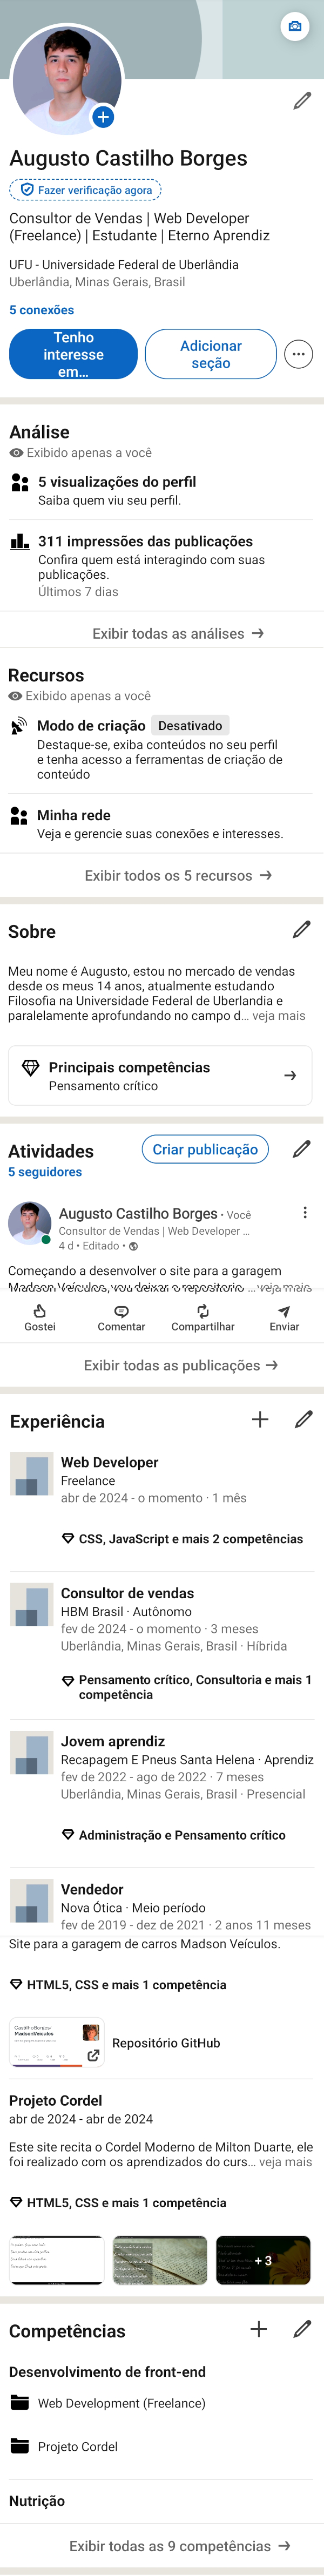 Augusto Castilho Borges
Fazer verificação agora
Consultor de Vendas | Web Developer
(Freelance) | Estudante | Eterno Aprendiz
UFU - Universidade Federal de Uberlândia
Uberlândia, Minas Gerais, Brasil
5 conexões
Tenho
interesse
em...
Adicionar
seção
Análise
Exibido apenas a você
5 visualizações do perfil
Saiba quem viu seu perfil.
311 impressões das publicações
Confira quem está interagindo com suas
publicações.
Últimos 7 dias
Exibir todas as análises
Recursos
Exibido apenas a você
Modo de criação Desativado
Destaque-se, exiba conteúdos no seu perfil
e tenha acesso a ferramentas de criação de
conteúdo
Minha rede
Veja e gerencie suas conexões e interesses.
Exibir todos os 5 recursos
Sobre
Meu nome é Augusto, estou no mercado de vendas
desde os meus 14 anos, atualmente estudando
Filosofia na Universidade Federal de Uberlandia e
paralelamente aprofundando no campo d... veja mais
Principais competências
Pensamento crítico
Atividades
Criar publicação
5 seguidores
Augusto Castilho Borges • Você
Consultor de Vendas | Web Developer ...
4 d • Editado •
Começando a desenvolver o site para a garagem
Madson Veículos, vou deixar o repositorio ... veja mais
Gostei
Comentar
Compartilhar
Enviar
Exibir todas as publicações
Experiência
Web Developer
Freelance
abr de 2024 - o momento · 1 mês
CSS, JavaScript e mais 2 competências
Consultor de vendas
HBM Brasil · Autônomo
fev de 2024 - o momento · 3 meses
Uberlândia, Minas Gerais, Brasil · Híbrida
Pensamento crítico, Consultoria e mais 1
competência
Jovem aprendiz
Recapagem E Pneus Santa Helena · Aprendiz
fev de 2022 - ago de 2022 · 7 meses
Uberlândia, Minas Gerais, Brasil · Presencial
Administração e Pensamento crítico
Vendedor
Nova Ótica · Meio período
fev de 2019 - dez de 2021 · 2 anos 11 meses
Site para a garagem de carros Madson Veículos.
HTML5, CSS e mais 1 competência
CastilhoBorges/
MadsonVeiculos
Repositório GitHub
Projeto Cordel
abr de 2024 - abr de 2024
Este site recita o Cordel Moderno de Milton Duarte, ele
foi realizado com os aprendizados do curs... veja mais
HTML5, CSS e mais 1 competência
+ 3
Competências
Desenvolvimento de front-end
Web Development (Freelance)
Projeto Cordel
Nutrição
Exibir todas as 9 competências